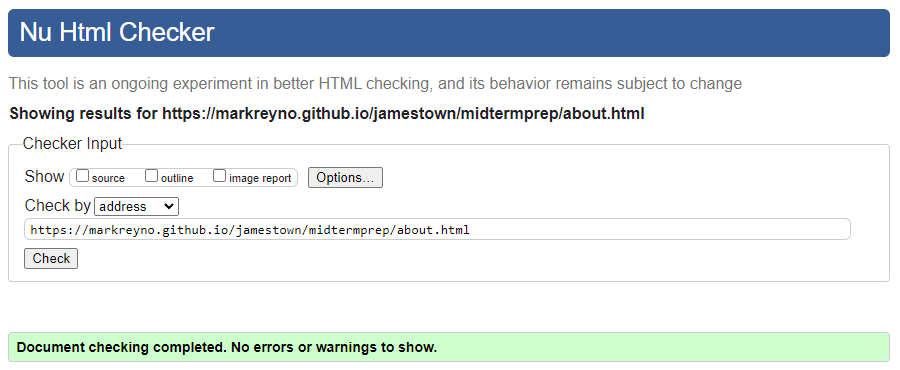 Nu Html Checker
This tool is an ongoing experiment in better HTML checking, and its behavior remains subject to change
Showing results for https://markreyno.github.io/jamestown/midtermprep/about.html
Checker Input
Show source outline image report Options...
Check by address
https://markreyno.github.io/jamestown/midtermprep/about.html
Check
Document checking completed. No errors or warnings to show.